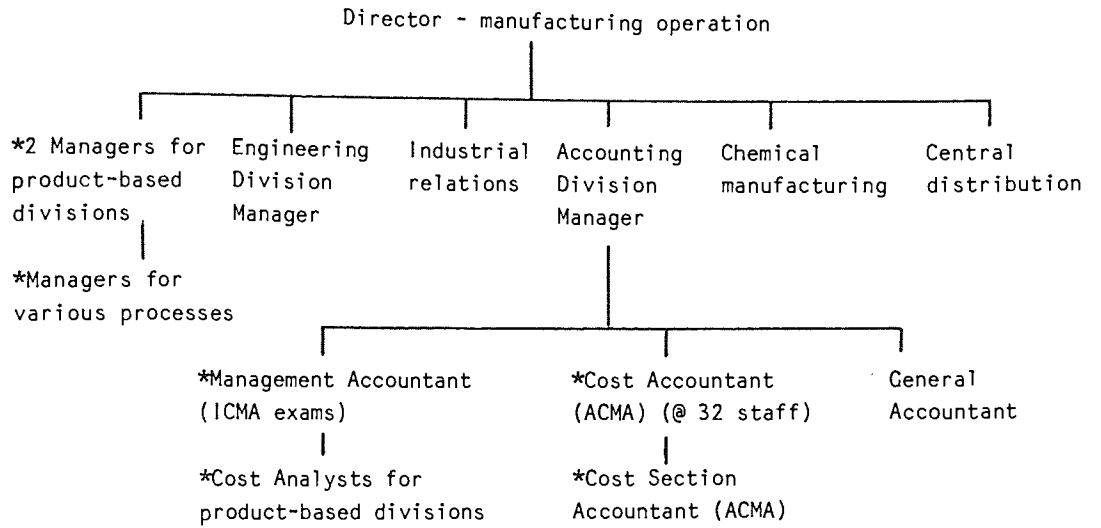 Director - manufacturing operation
*2 Managers for
product-based
divisions
Engineering
Division
Manager
Industrial
relations
Accounting
Division
Manager
Chemical
manufacturing
Central
distribution
*Managers for
various processes
*Management Accountant
(ICMA exams)
*Cost Accountant
(ACMA) (@ 32 staff)
General
Accountant
*Cost Analysts for
product-based divisions
*Cost Section
Accountant (ACMA)